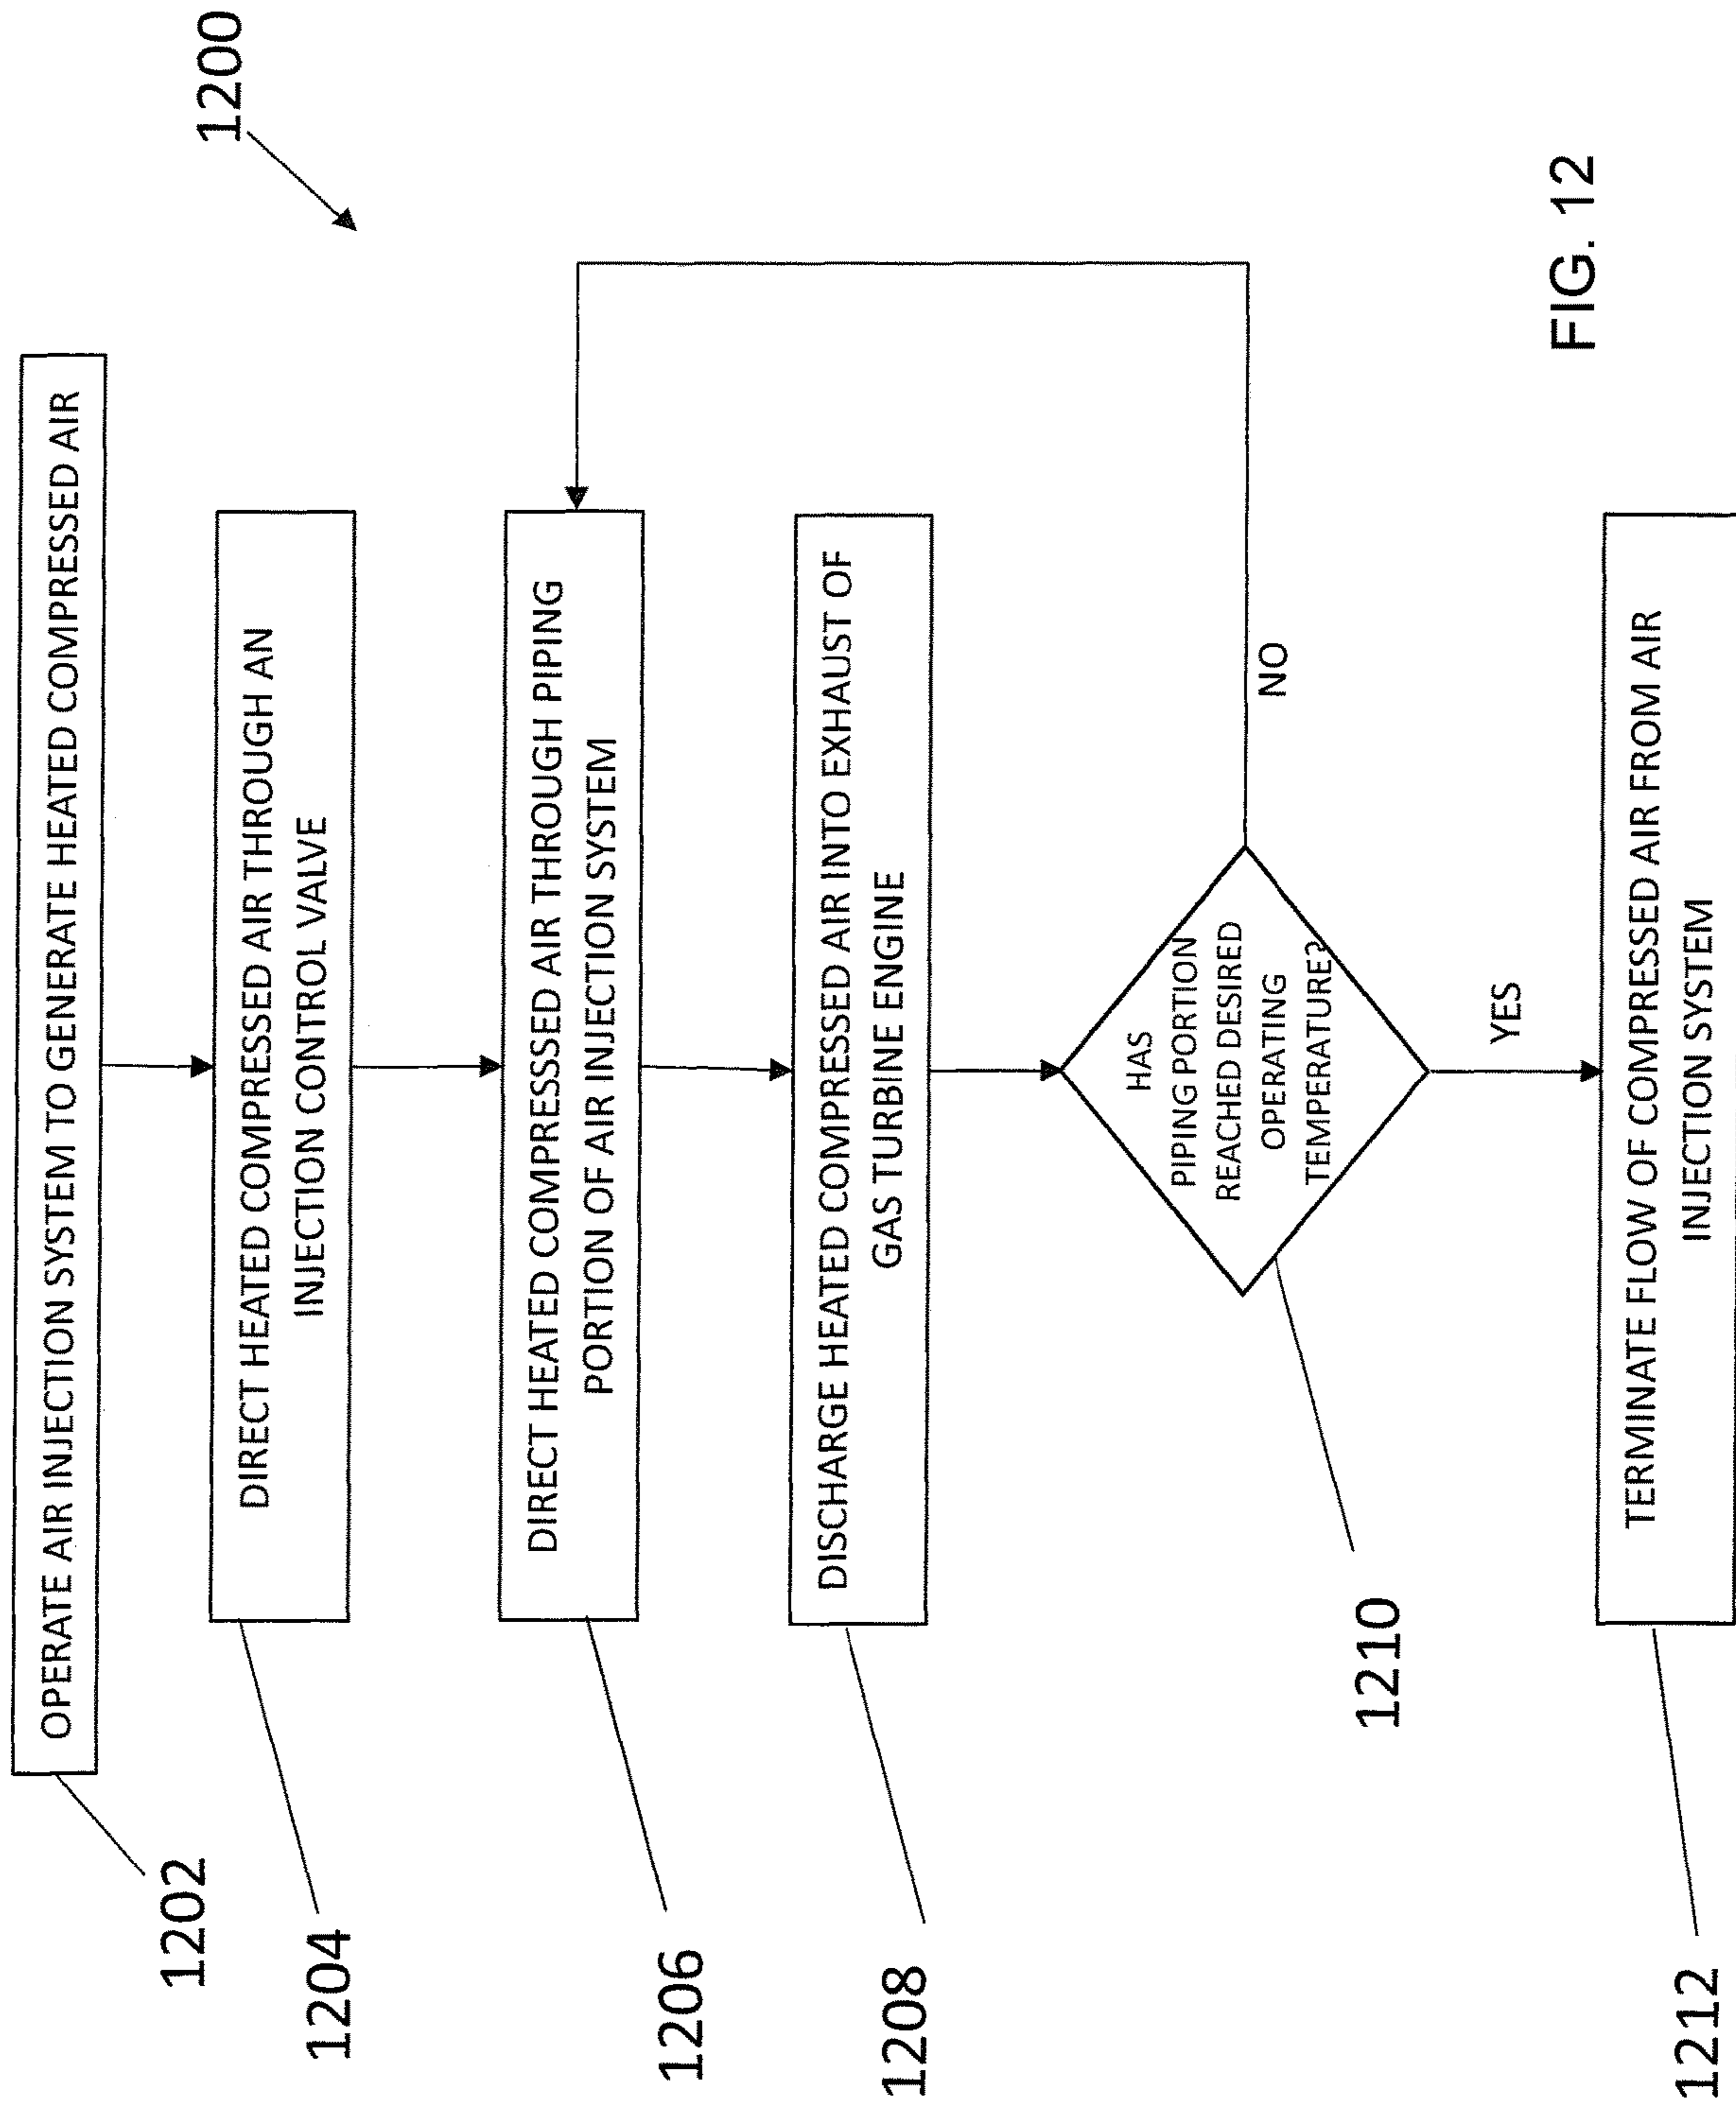 1200
OPERATE AIR INJECTION SYSTEM TO GENERATE HEATED COMPRESSED AIR
1202
DIRECT HEATED COMPRESSED AIR THROUGH AN
INJECTION CONTROL VALVE
1204
DIRECT HEATED COMPRESSSED AIR THROUGH PIPING
PORTION OF AIR INJECTION SYSTEM
1206
DISCHARGE HEATED COMPRESSED AIR INTO EXHAUST OF
GAS TURBINE ENGINE
1208
HAS
PIPING PORTION
REACHED DESIRED
OPERATING
TEMPERATURE?
NO
1210
YES
TERMINATE FLOW OF COMPRESSED AIR FROM AIR
INJECTION SYSTEM
1212
FIG. 12